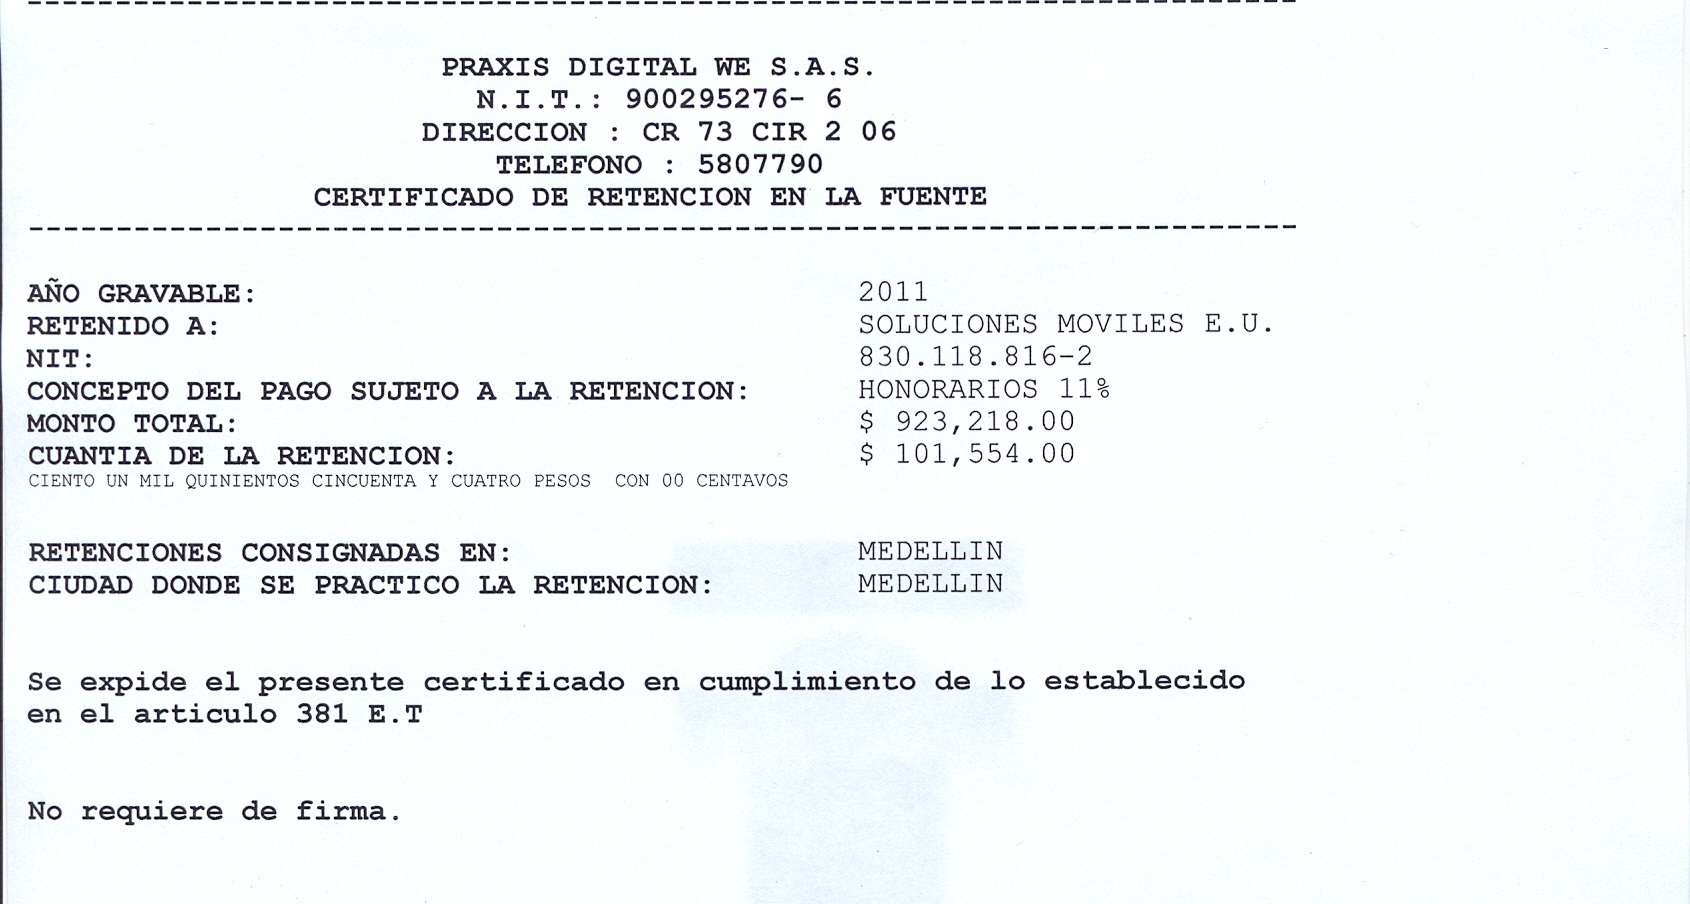 PRAXIS DIGITAL WE S.A.S.
N.I.T.: 900295276- 6
DIRECCION : CR 73 CIR 2 06
TELEFONO : 5807790
CERTIFICADO DE RETENCION EN LA FUENTE
AÑO GRAVABLE: 2011
RETENIDO A: SOLUCIONES MOVILES E.U.
NIT: 830.118.816-2
CONCEPTO DEL PAGO SUJETO A LA RETENCION: HONORARIOS 11%
MONTO TOTAL: $ 923,218.00
CUANTIA DE LA RETENCION: $ 101,554.00
CIENTO UN MIL QUINIENTOS CINCUENTA Y CUATRO PESOS  CON 00 CENTAVOS
RETENCIONES CONSIGNADAS EN: MEDELLIN
CIUDAD DONDE SE PRACTICO LA RETENCION: MEDELLIN
Se expide el presente certificado en cumplimiento de lo establecido
en el articulo 381 E.T
No requiere de firma.